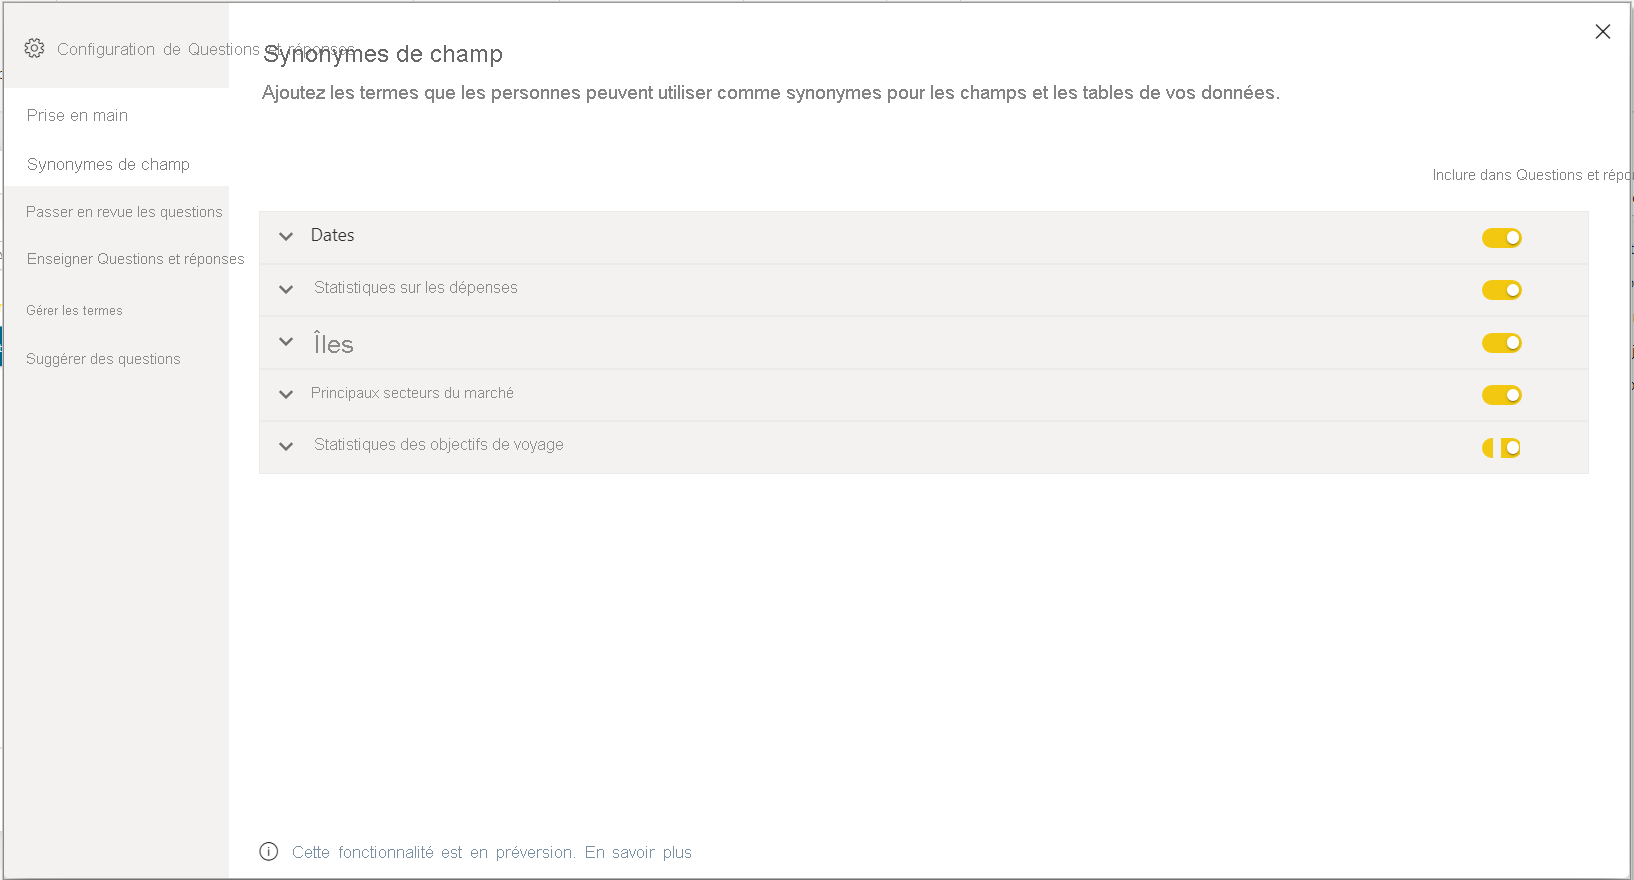 Configuration de Questions et réponses
Prise en main
Synonymes de champ
Passer en revue les questions
Enseigner Questions et réponses
Gérer les termes
Suggérer des questions
Synonymes de champ
Ajoutez les termes que les personnes peuvent utiliser comme synonymes pour les champs et les tables de vos données.
Inclure dans Questions et répo
Dates
Statistiques sur les dépenses
Îles
Principaux secteurs du marché
Statistiques des objectifs de voyage
Cette fonctionnalité est en préversion. En savoir plus